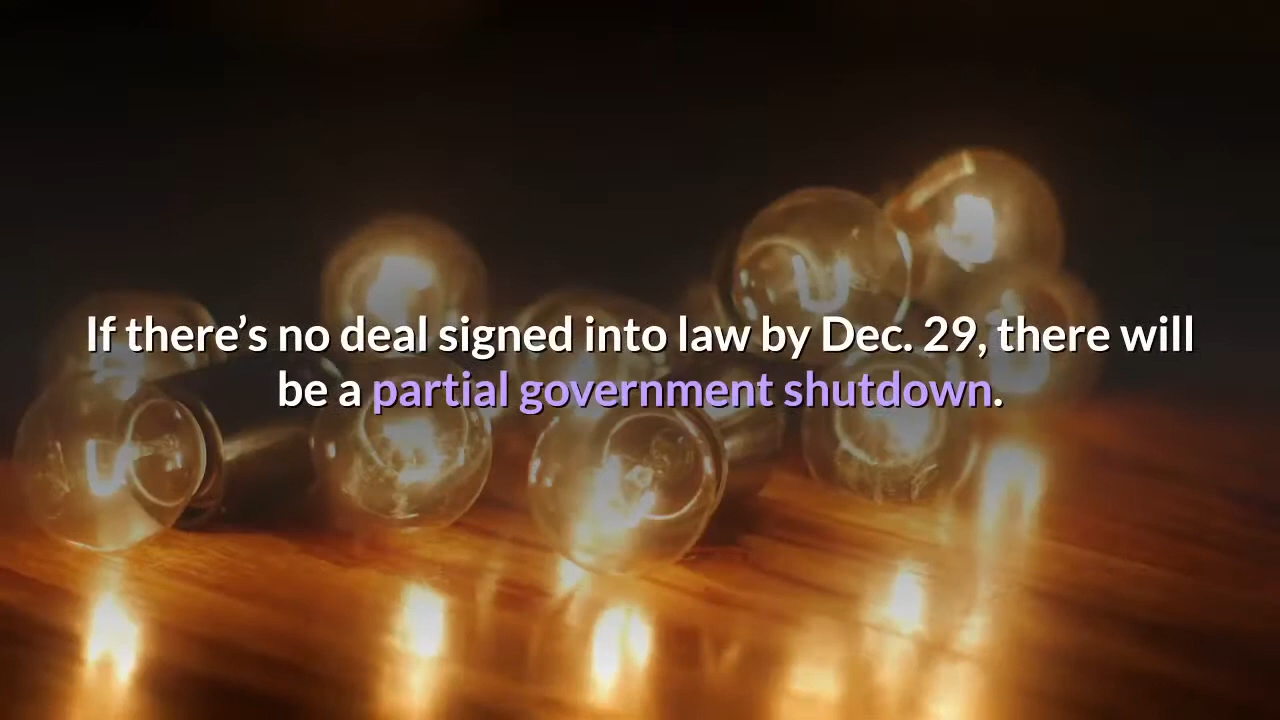 If there’s no deal signed into law by Dec. 29, there will
be a partial government shutdown.